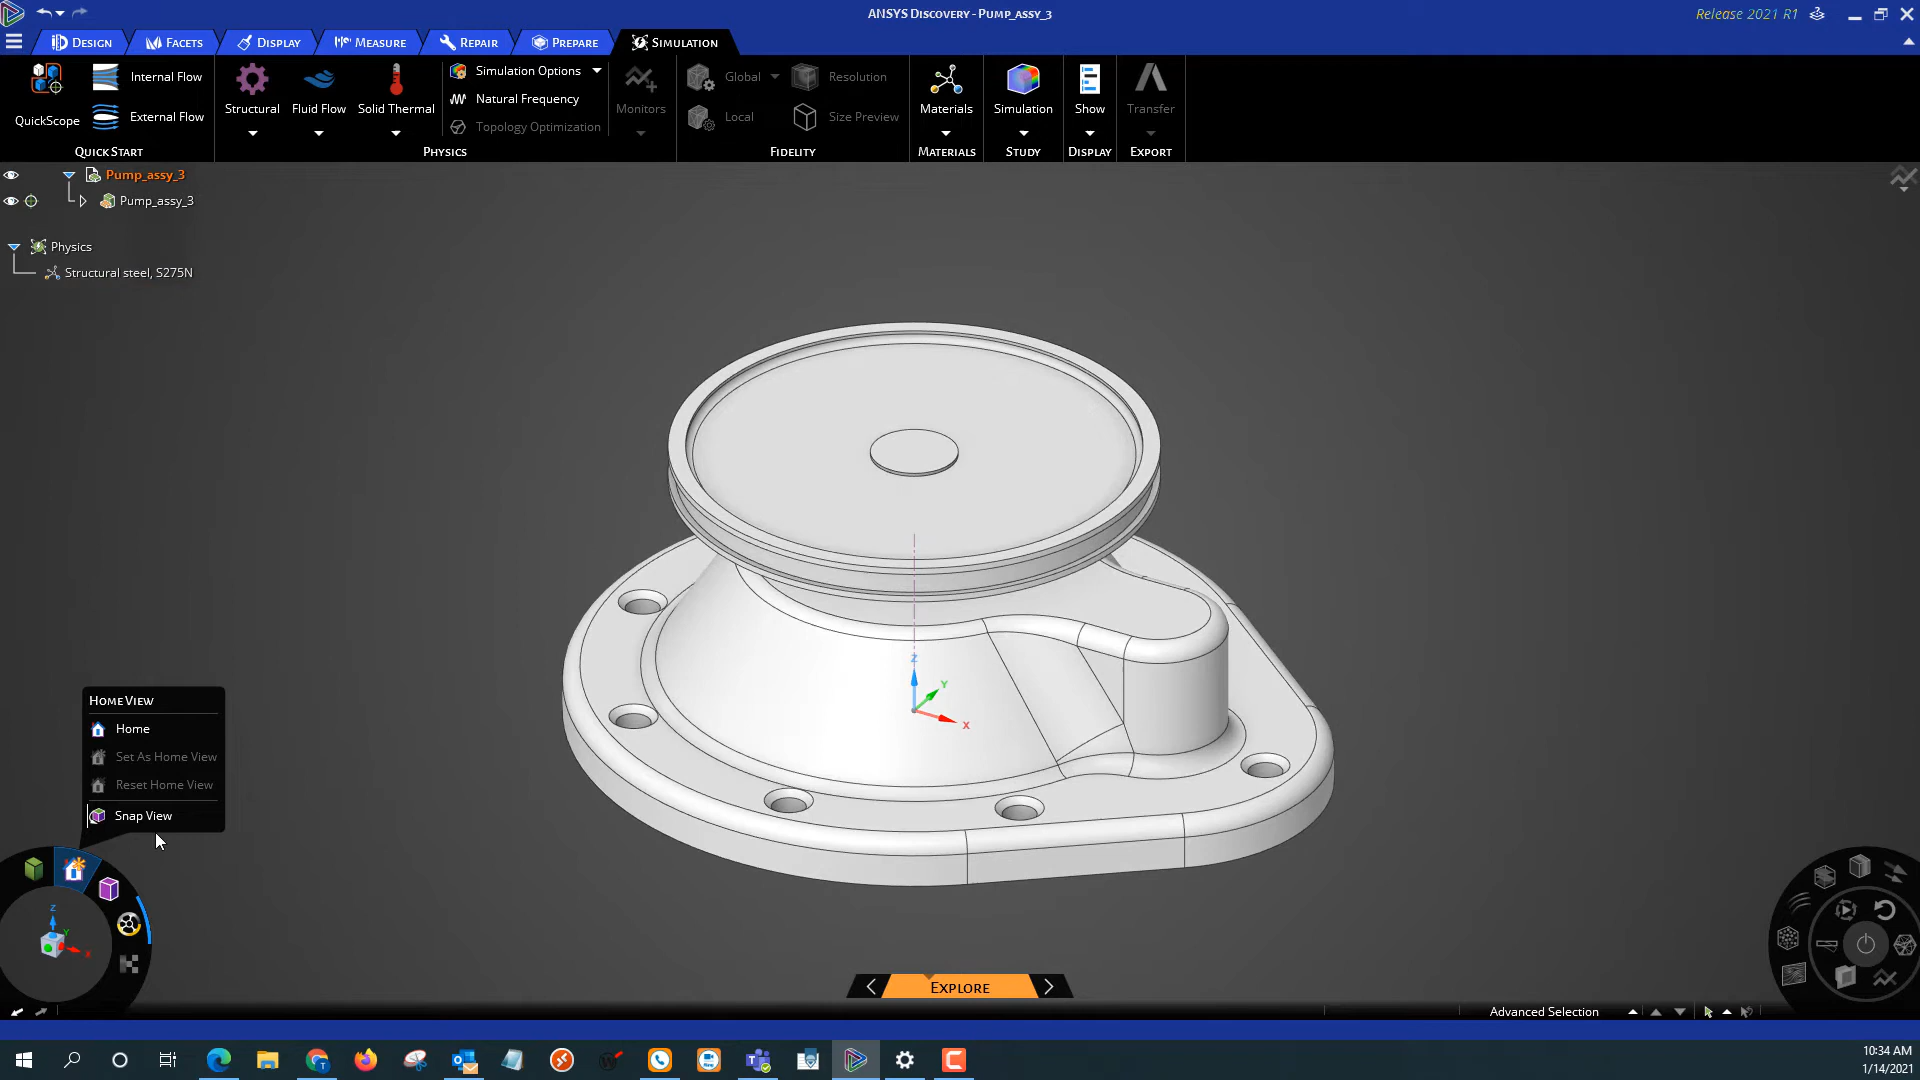 ANSYS Discovery - Pump_assy_3
Release 2021 R1
Design
Facets
Display
Measure
Repair
Prepare
Simulation
QuickScope
Internal Flow
External Flow
Quick Start
Structural
Fluid Flow
Solid Thermal
Simulation Options
Natural Frequency
Topology Optimization
Monitors
Physics
Global
Local
Resolution
Size Preview
Fidelity
Materials
Materials
Simulation
Study
Show
Display
Transfer
Export
Pump_assy_3
Pump_assy_3
Physics
Structural steel, S275N
Z
Y
X
Home View
Home
Set As Home View
Reset Home View
Snap View
Z
Y
X
Explore
Advanced Selection
10:34 AM
1/14/2021